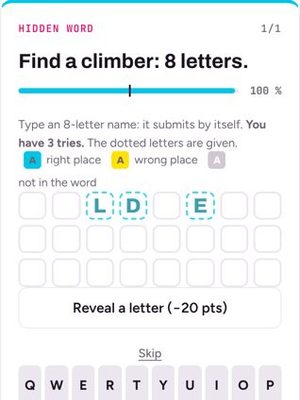 HIDDEN WORD 1/1
Find a climber: 8 letters.
100 %
Type an 8-letter name: it submits by itself. You
have 3 tries. The dotted letters are given.
A right place A wrong place A
not in the word
L D E
Reveal a letter (−20 pts)
Skip
Q W E R T Y U I O P